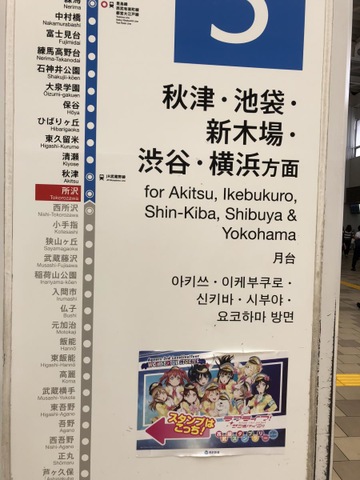 練馬
中村橋
Nakamurabashi
富士見台
Fujimidai
練馬高野台
Nerima-Takanodai
石神井公園
Shakujii-kōen
大泉学園
Ōizumi-gakuen
保谷
Hōya
ひばりヶ丘
Hibarigaoka
東久留米
Higashi-Kurume
清瀬
Kiyose
秋津
Akitsu
所沢
Tokorozawa
西所沢
Nishi-Tokorozawa
小手指
Kotesashi
狭山ヶ丘
Sayamagaoka
武蔵藤沢
Musashi-Fujisawa
稲荷山公園
Inariyama-kōen
入間市
Irumashi
仏子
Bushi
元加治
Motokaji
飯能
Hannō
東飯能
Higashi-Hannō
高麗
Koma
武蔵横手
Musashi-Yokote
東吾野
Higashi-Agano
吾野
Agano
西吾野
Nishi-Agano
正丸
Shōmaru
芦ヶ久保
秋津・池袋・
新木場・
渋谷・横浜方面
for Akitsu, Ikebukuro,
Shin-Kiba, Shibuya &
Yokohama
月台
아키쓰・이케부쿠로・
신키바・시부야・
요코하마 방면
スタンプは
こっち!